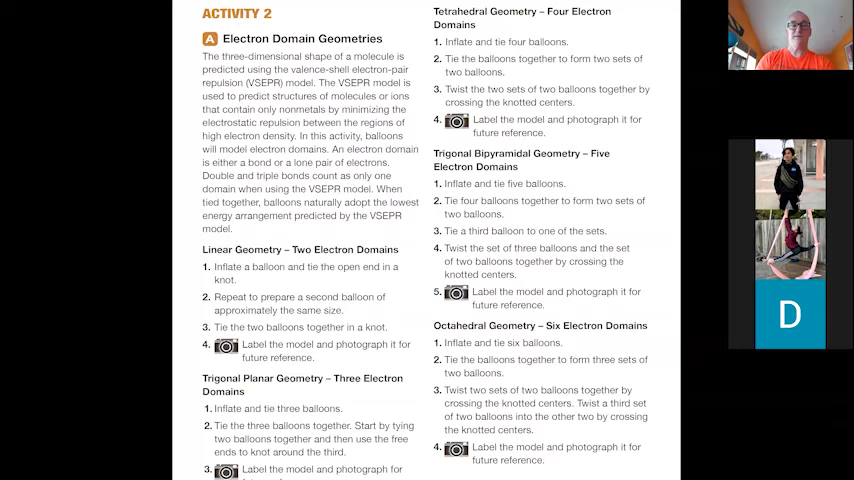 ACTIVITY 2
A Electron Domain Geometries
The three-dimensional shape of a molecule is
predicted using the valence-shell electron-pair
repulsion (VSEPR) model. The VSEPR model is
used to predict structures of molecules or ions
that contain only nonmetals by minimizing the
electrostatic repulsion between the regions of
high electron density. In this activity, balloons
will model electron domains. An electron domain
is either a bond or a lone pair of electrons.
Double and triple bonds count as only one
domain when using the VSEPR model. When
tied together, balloons naturally adopt the lowest
energy arrangement predicted by the VSEPR
model.
Linear Geometry – Two Electron Domains
1. Inflate a balloon and tie the open end in a
knot.
2. Repeat to prepare a second balloon of
approximately the same size.
3. Tie the two balloons together in a knot.
4. Label the model and photograph it for
future reference.
Trigonal Planar Geometry – Three Electron
Domains
1. Inflate and tie three balloons.
2. Tie the three balloons together. Start by tying
two balloons together and then use the free
ends to knot around the third.
3. Label the model and photograph for
Tetrahedral Geometry – Four Electron
Domains
1. Inflate and tie four balloons.
2. Tie the balloons together to form two sets of
two balloons.
3. Twist the two sets of two balloons together by
crossing the knotted centers.
4. Label the model and photograph it for
future reference.
Trigonal Bipyramidal Geometry – Five
Electron Domains
1. Inflate and tie five balloons.
2. Tie four balloons together to form two sets of
two balloons.
3. Tie a third balloon to one of the sets.
4. Twist the set of three balloons and the set
of two balloons together by crossing the
knotted centers.
5. Label the model and photograph it for
future reference.
Octahedral Geometry – Six Electron Domains
1. Inflate and tie six balloons.
2. Tie the balloons together to form three sets of
two balloons.
3. Twist two sets of two balloons together by
crossing the knotted centers. Twist a third set
of two balloons into the other two by crossing
the knotted centers.
4. Label the model and photograph it for
future reference.
D